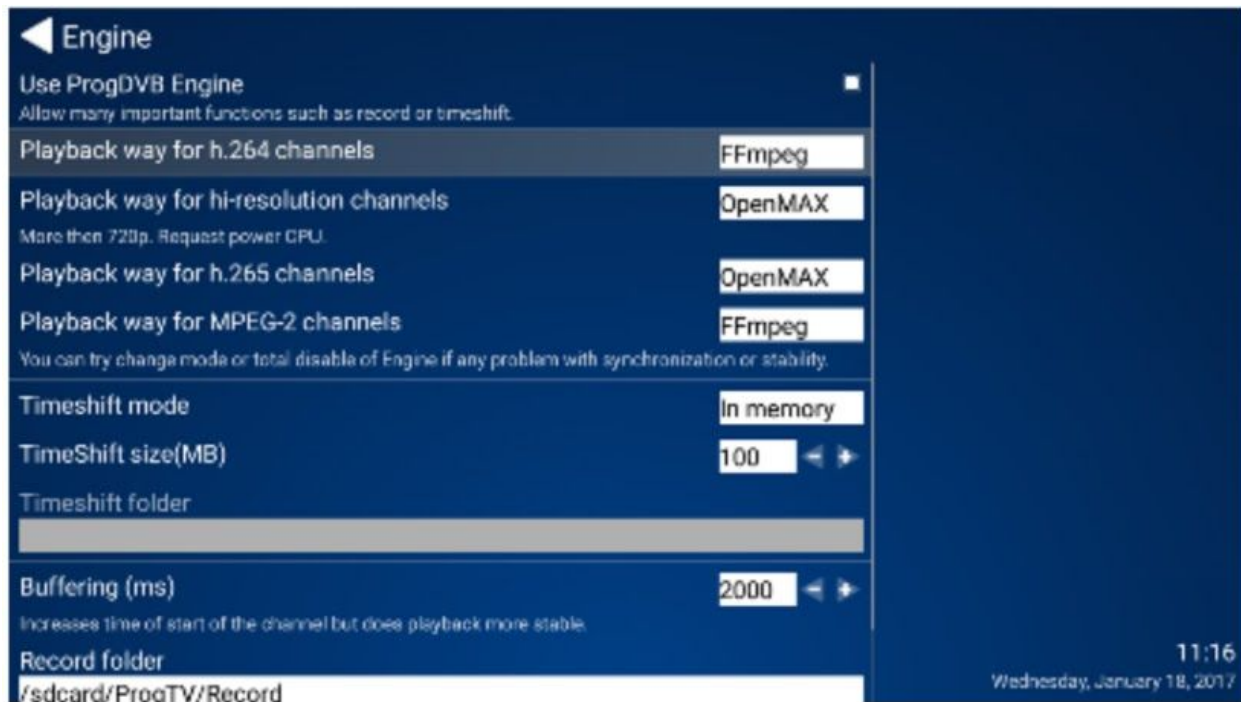 Engine
Use ProgDVB Engine
Allow many important functions such as record or timeshift.
Playback way for h.264 channels FFmpeg
Playback way for hi-resolution channels OpenMAX
More then 720p. Request power CPU.
Playback way for h.265 channels OpenMAX
Playback way for MPEG-2 channels FFmpeg
You can try change mode or total disable of Engine if any problem with synchronization or stability.
Timeshift mode In memory
TimeShift size(MB) 100
Timeshift folder
Buffering (ms) 2000
Increases time of start of the channel but does playback more stable.
Record folder
/sdcard/ProgTV/Record
11:16
Wednesday, January 18, 2017